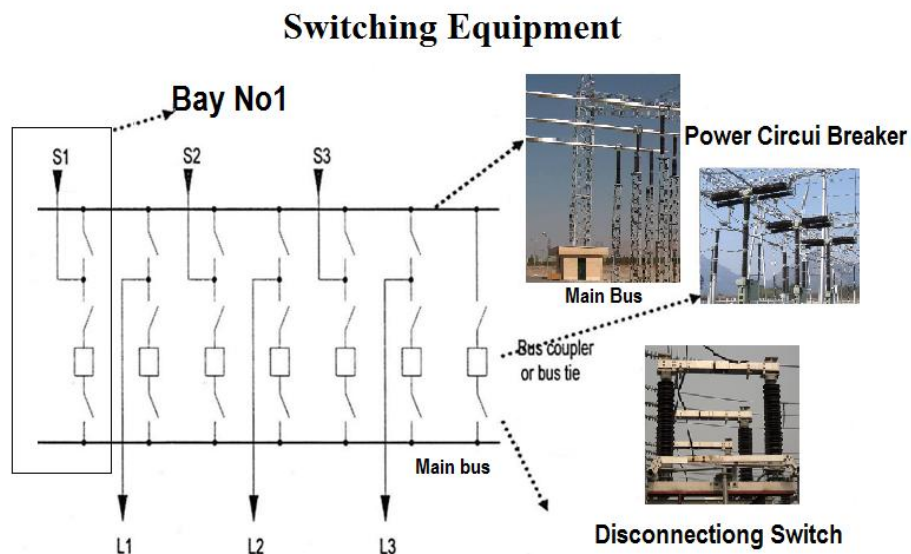 Switching Equipment
Bay No1
S1
S2
S3
Power Circui Breaker
Main Bus
Bus coupler
or bus tie
Main bus
L1
L2
L3
Disconnectiong Switch